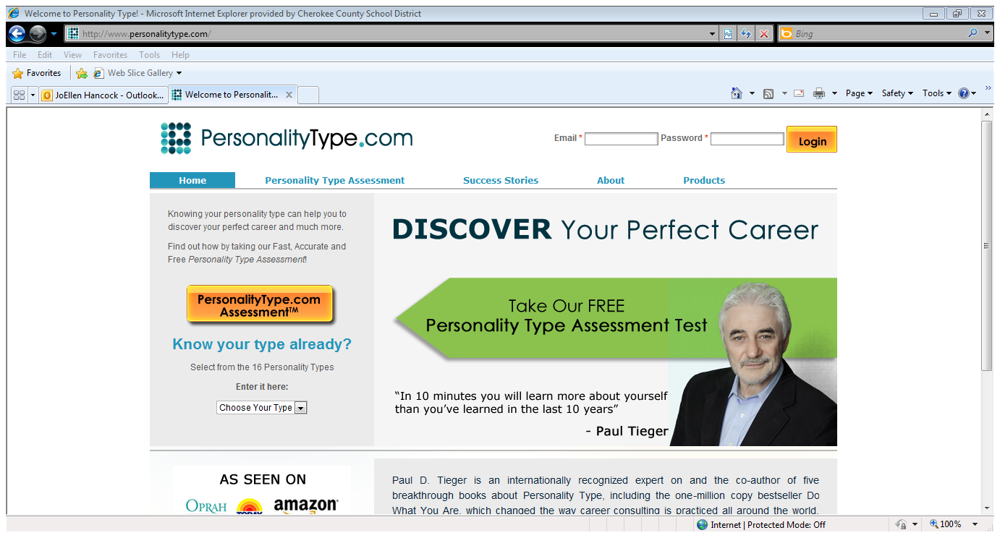 Welcome to Personality Type! - Microsoft Internet Explorer provided by Cherokee County School District
http://www.personalitytype.com/
Bing
File Edit View Favorites Tools Help
Favorites Web Slice Gallery
JoEllen Hancock - Outlook... Welcome to Personalit... x
Page Safety Tools
PersonalityType.com
Email * Password * Login
Home Personality Type Assessment Success Stories About Products
Knowing your personality type can help you to
discover your perfect career and much more.
Find out how by taking our Fast, Accurate and
Free Personality Type Assessment!
PersonalityType.com
Assessment™
Know your type already?
Select from the 16 Personality Types
Enter it here:
Choose Your Type
DISCOVER Your Perfect Career
Take Our FREE
Personality Type Assessment Test
“In 10 minutes you will learn more about yourself
than you’ve learned in the last 10 years”
- Paul Tieger
AS SEEN ON
OPRAH TODAY amazon
Paul D. Tieger is an internationally recognized expert on and the co-author of five
breakthrough books about Personality Type, including the one-million copy bestseller Do
What You Are, which changed the way career consulting is practiced all around the world.
Internet | Protected Mode: Off
100%